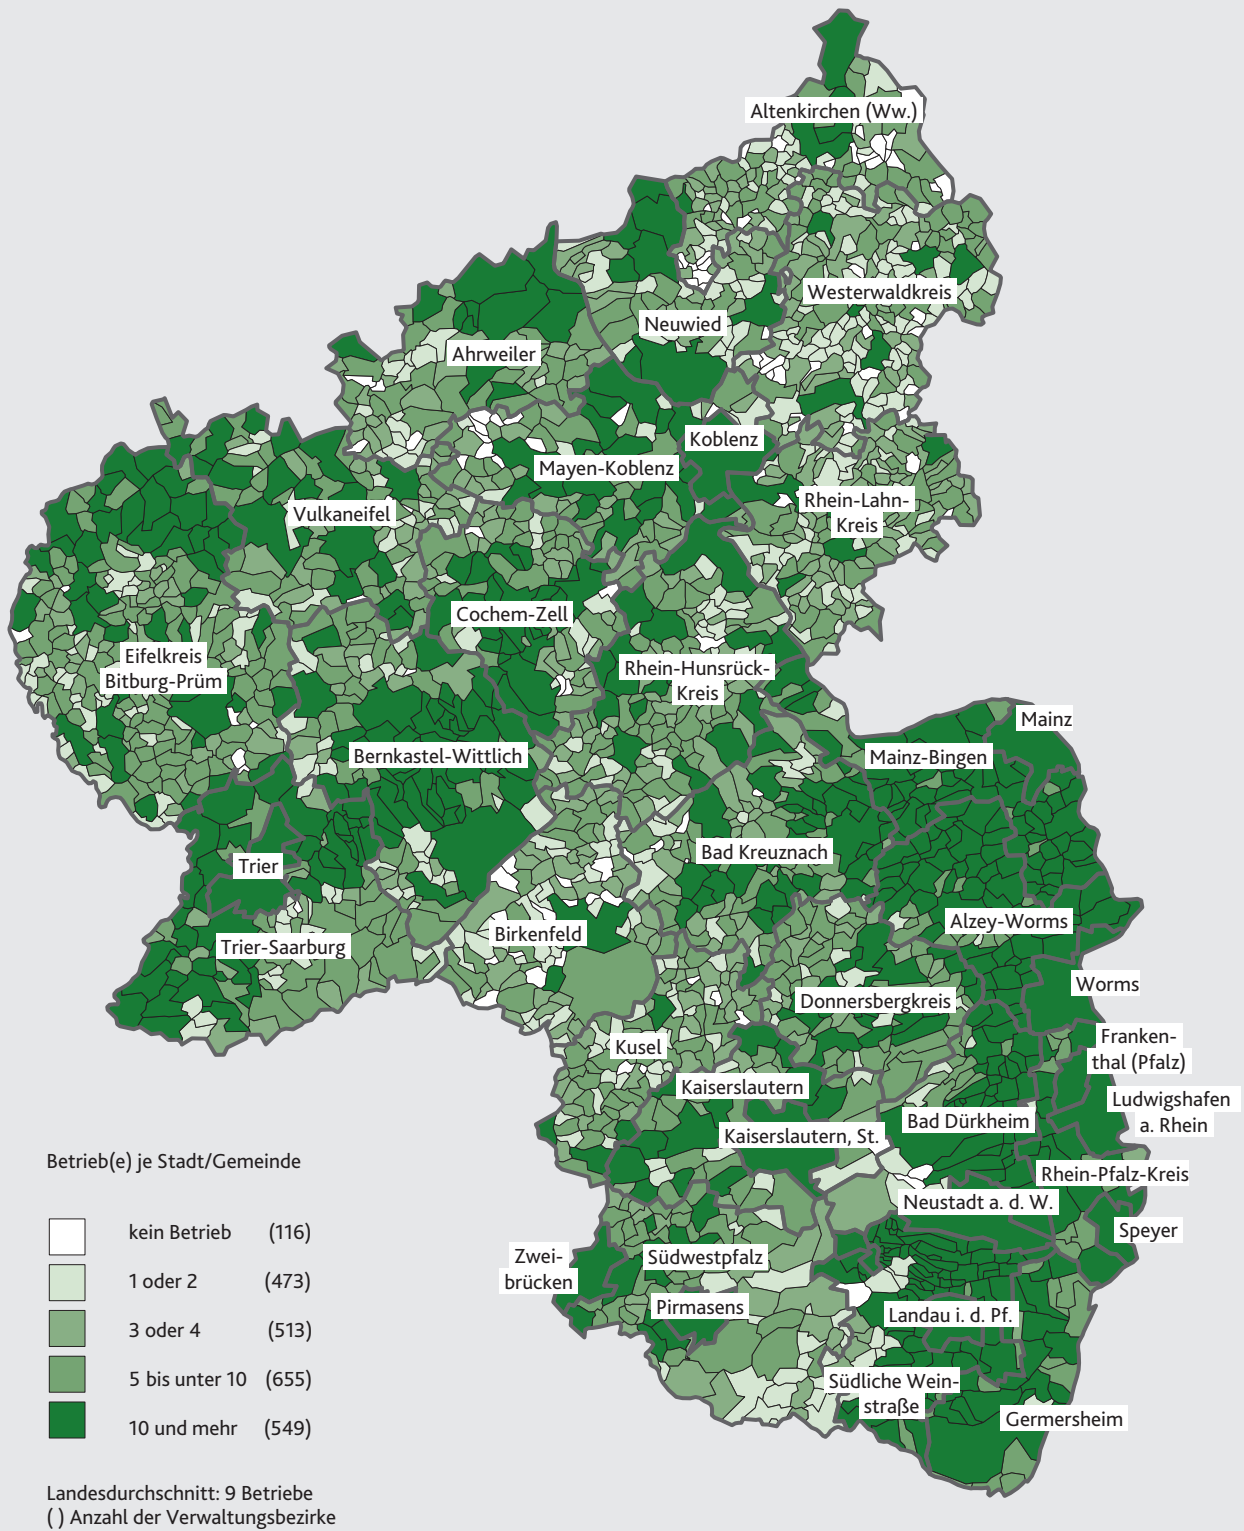 Altenkirchen (Ww.)
Westerwaldkreis
Neuwied
Ahrweiler
Koblenz
Mayen-Koblenz
Rhein-Lahn-
Kreis
Vulkaneifel
Cochem-Zell
Eifelkreis
Bitburg-Prüm
Rhein-Hunsrück-
Kreis
Mainz
Bernkastel-Wittlich
Mainz-Bingen
Trier
Bad Kreuznach
Alzey-Worms
Birkenfeld
Trier-Saarburg
Worms
Donnersbergkreis
Kusel
Franken-
thal (Pfalz)
Kaiserslautern
Ludwigshafen
a. Rhein
Bad Dürkheim
Kaiserslautern, St.
Rhein-Pfalz-Kreis
Neustadt a. d. W.
Speyer
Zwei-
brücken
Südwestpfalz
Pirmasens
Landau i. d. Pf.
Südliche Wein-
straße
Germersheim
Betrieb(e) je Stadt/Gemeinde
kein Betrieb (116)
1 oder 2 (473)
3 oder 4 (513)
5 bis unter 10 (655)
10 und mehr (549)
Landesdurchschnitt: 9 Betriebe
( ) Anzahl der Verwaltungsbezirke